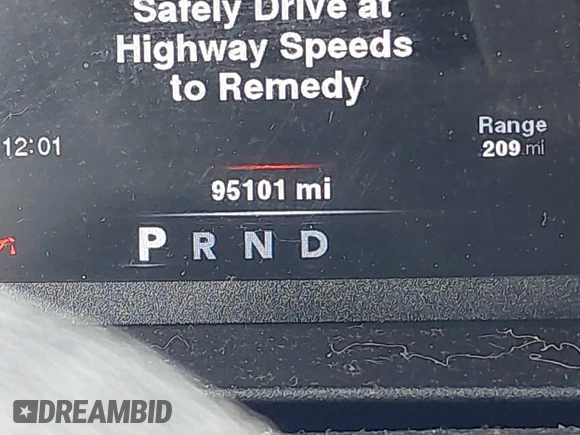 Safely Drive at
Highway Speeds
to Remedy
12:01
Range
209 mi
95101 mi
P R N D
DREAMBID